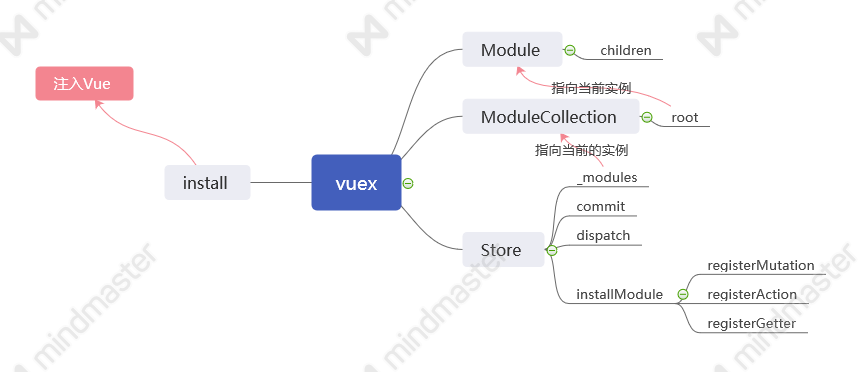 mindmaster
mindmaster
mindmaster
注入Vue
install
vuex
Module
children
指向当前实例
ModuleCollection
root
指向当前的实例
Store
_modules
commit
dispatch
installModule
registerMutation
registerAction
registerGetter
mindmaster
mindmaster
mindmaster